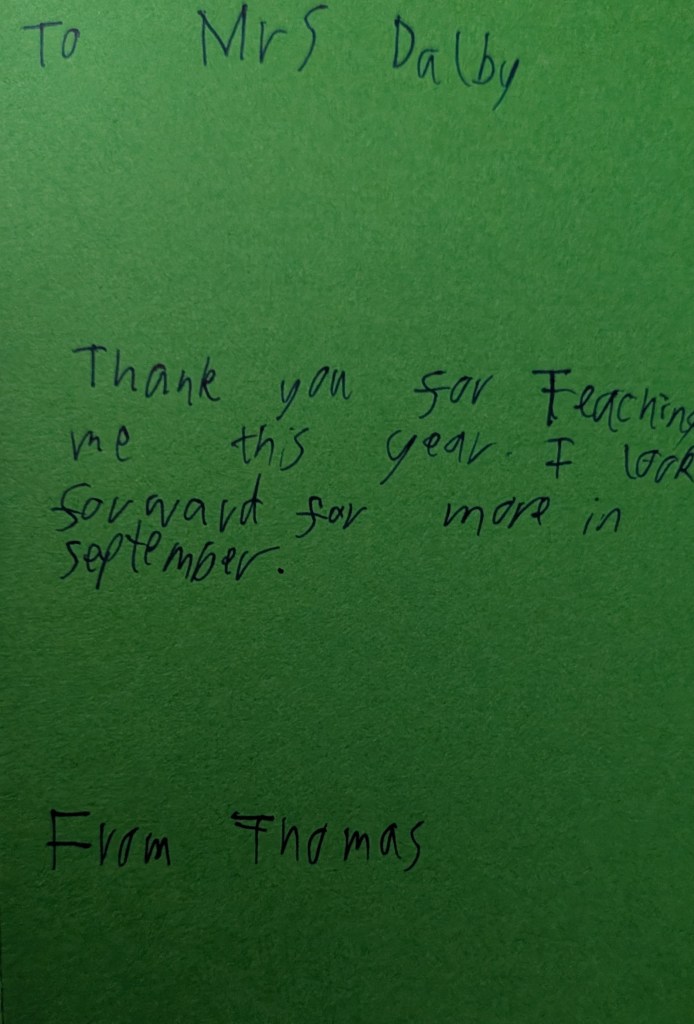 To Mrs Dalby
Thank you for Teaching
me this year. I look
forward for more in
september.
From Thomas